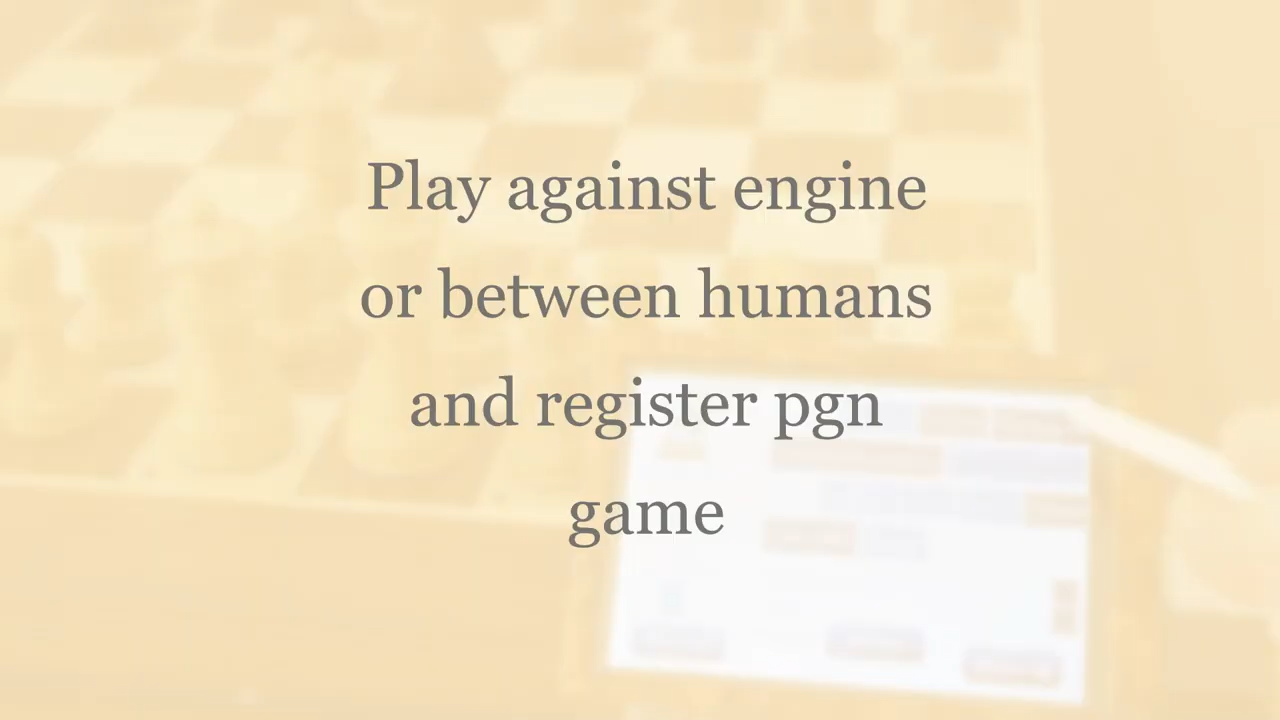 Play against engine
or between humans
and register pgn
game